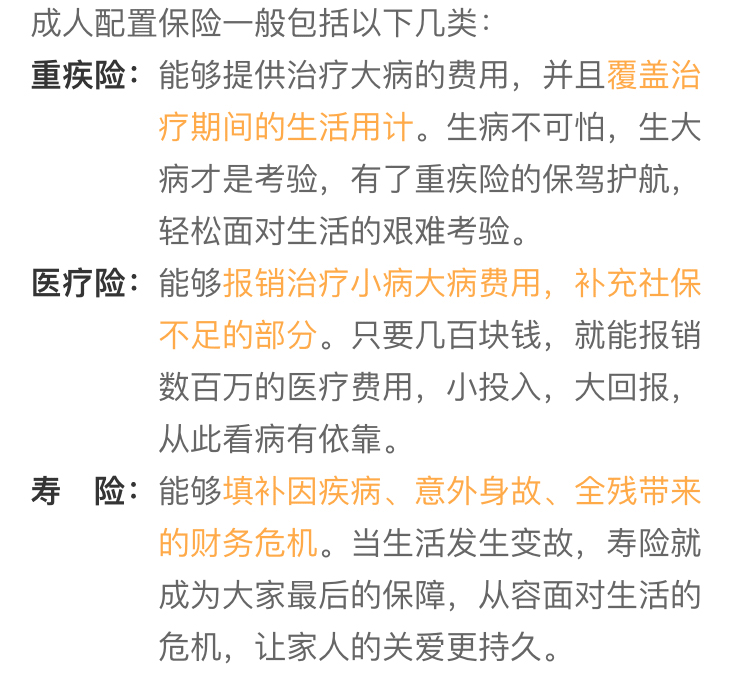 成人配置保险一般包括以下几类：
重疾险：能够提供治疗大病的费用，并且覆盖治
疗期间的生活用计。生病不可怕，生大
病才是考验，有了重疾险的保驾护航，
轻松面对生活的艰难考验。
医疗险：能够报销治疗小病大病费用，补充社保
不足的部分。只要几百块钱，就能报销
数百万的医疗费用，小投入，大回报，
从此看病有依靠。
寿　险：能够填补因疾病、意外身故、全残带来
的财务危机。当生活发生变故，寿险就
成为大家最后的保障，从容面对生活的
危机，让家人的关爱更持久。